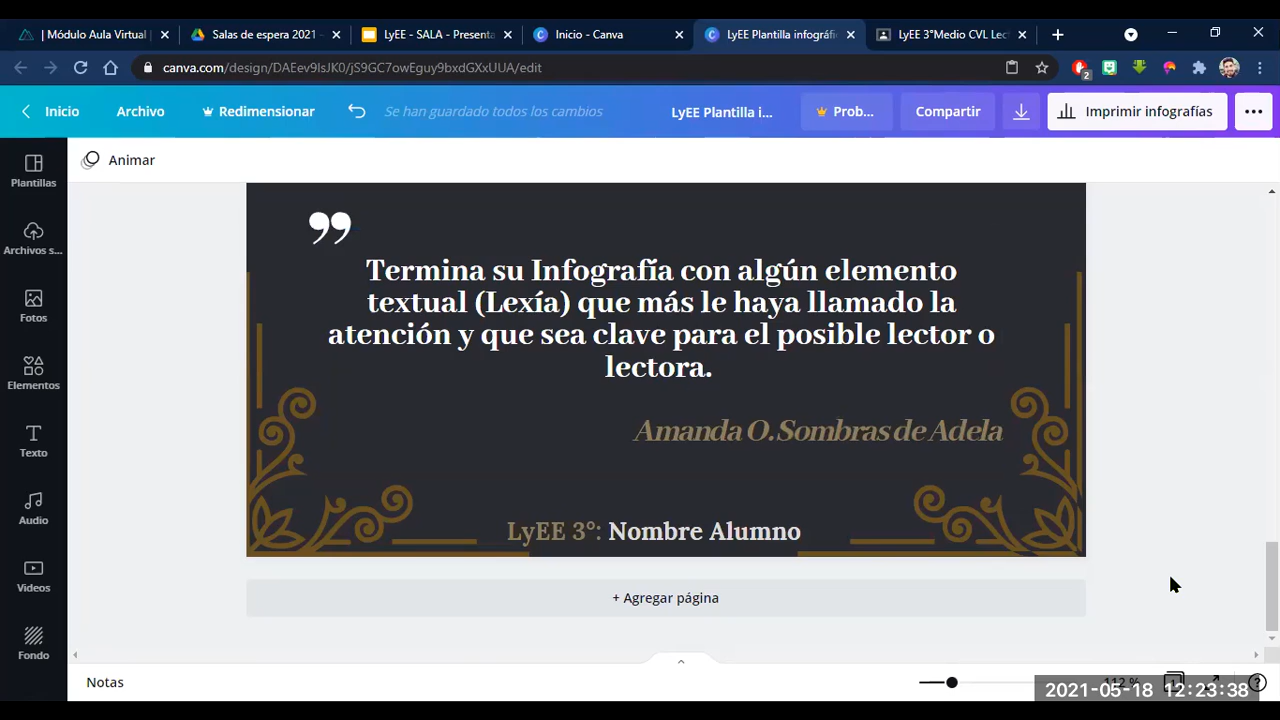 | Módulo Aula Virtual |
Salas de espera 2021 -
LyEE - SALA - Presenta
Inicio - Canva
LyEE Plantilla infográfi
LyEE 3°Medio CVL Lec
canva.com/design/DAEev9IsJK0/jS9GC7owEguy9bxdGXxUUA/edit
2
Inicio
Archivo
Redimensionar
Se han guardado todos los cambios
LyEE Plantilla i...
Prob...
Compartir
Imprimir infografías
Plantillas
Animar
Archivos s...
Fotos
Elementos
Texto
Audio
Videos
Fondo
”
Termina su Infografía con algún elemento
textual (Lexía) que más le haya llamado la
atención y que sea clave para el posible lector o
lectora.
Amanda O. Sombras de Adela
LyEE 3°: Nombre Alumno
+ Agregar página
Notas
112 %
1
?
2021-05-18 12:23:38